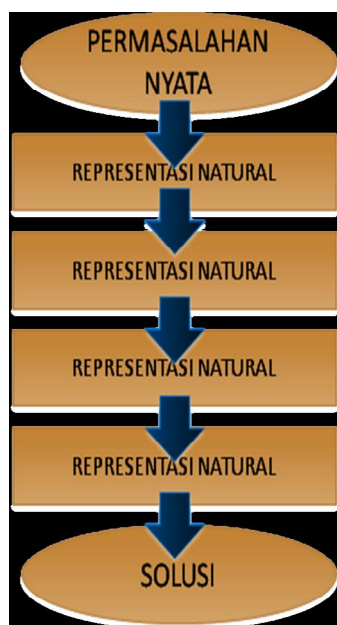 PERMASALAHAN
NYATA
REPRESENTASI NATURAL
REPRESENTASI NATURAL
REPRESENTASI NATURAL
REPRESENTASI NATURAL
SOLUSI